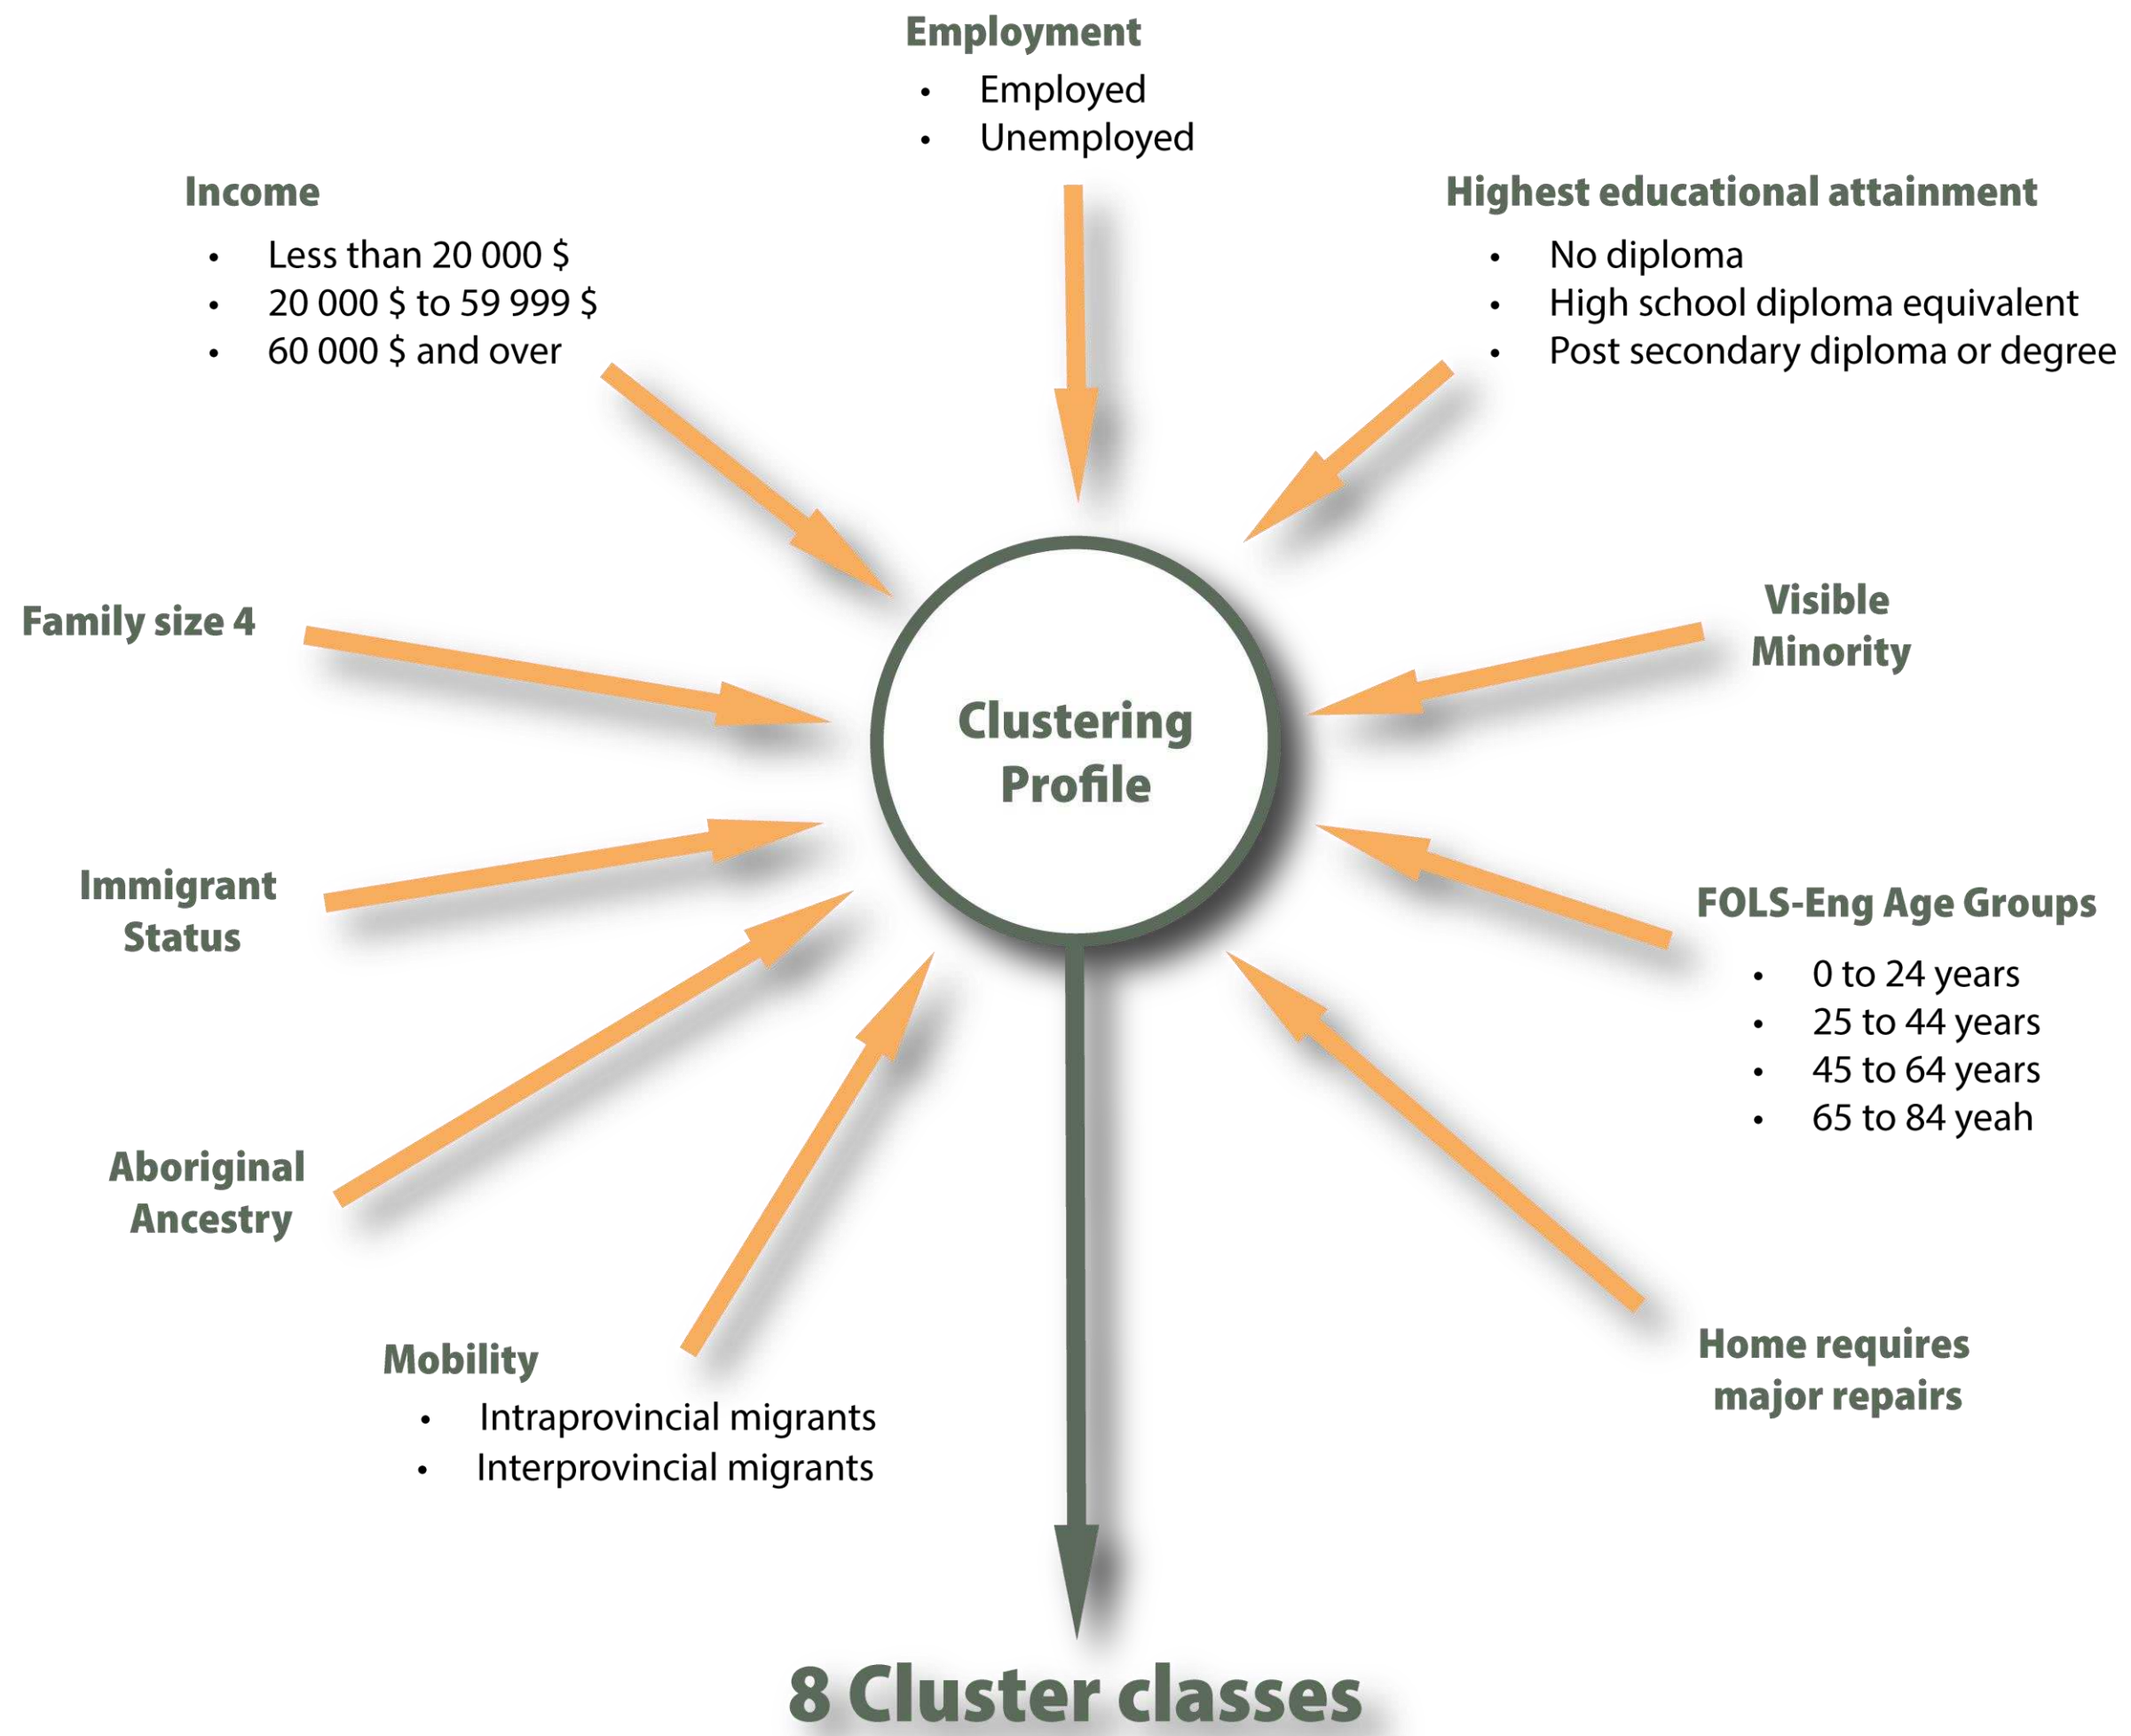 Employment
• Employed
• Unemployed
Income
• Less than 20 000 $
• 20 000 $ to 59 999 $
• 60 000 $ and over
Highest educational attainment
• No diploma
• High school diploma equivalent
• Post secondary diploma or degree
Family size 4
Visible
Minority
Clustering
Profile
Immigrant
Status
FOLS-Eng Age Groups
• 0 to 24 years
• 25 to 44 years
• 45 to 64 years
• 65 to 84 yeah
Aboriginal
Ancestry
Mobility
• Intraprovincial migrants
• Interprovincial migrants
Home requires
major repairs
8 Cluster classes